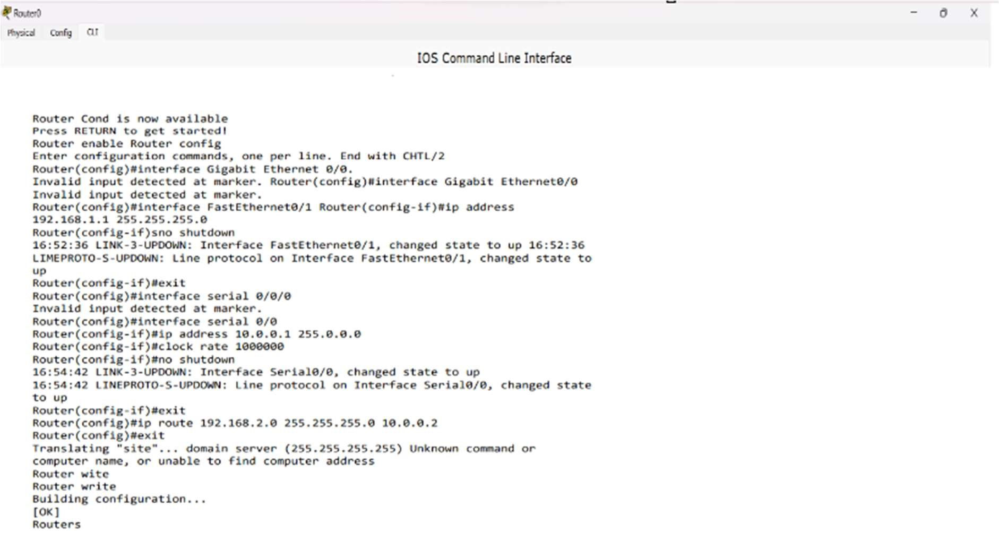 Router0
Physical Config CLI
IOS Command Line Interface
Router Cond is now available
Press RETURN to get started!
Router enable Router config
Enter configuration commands, one per line. End with CHTL/2
Router(config)#interface Gigabit Ethernet 0/0.
Invalid input detected at marker. Router(config)#interface Gigabit Ethernet0/0
Invalid input detected at marker.
Router(config)#interface FastEthernet0/1 Router(config-if)#ip address
192.168.1.1 255.255.255.0
Router(config-if)sno shutdown
16:52:36 LINK-3-UPDOWN: Interface FastEthernet0/1, changed state to up 16:52:36
LIMEPROTO-S-UPDOWN: Line protocol on Interface FastEthernet0/1, changed state to
up
Router(config-if)#exit
Router(config)#interface serial 0/0/0
Invalid input detected at marker.
Router(config)#interface serial 0/0
Router(config-if)#ip address 10.0.0.1 255.0.0.0
Router(config-if)#clock rate 1000000
Router(config-if)#no shutdown
16:54:42 LINK-3-UPDOWN: Interface Serial0/0, changed state to up
16:54:42 LINEPROTO-S-UPDOWN: Line protocol on Interface Serial0/0, changed state
to up
Router(config-if)#exit
Router(config)#ip route 192.168.2.0 255.255.255.0 10.0.0.2
Router(config)#exit
Translating "site"... domain server (255.255.255.255) Unknown command or
computer name, or unable to find computer address
Router wite
Router write
Building configuration...
[OK]
Routers